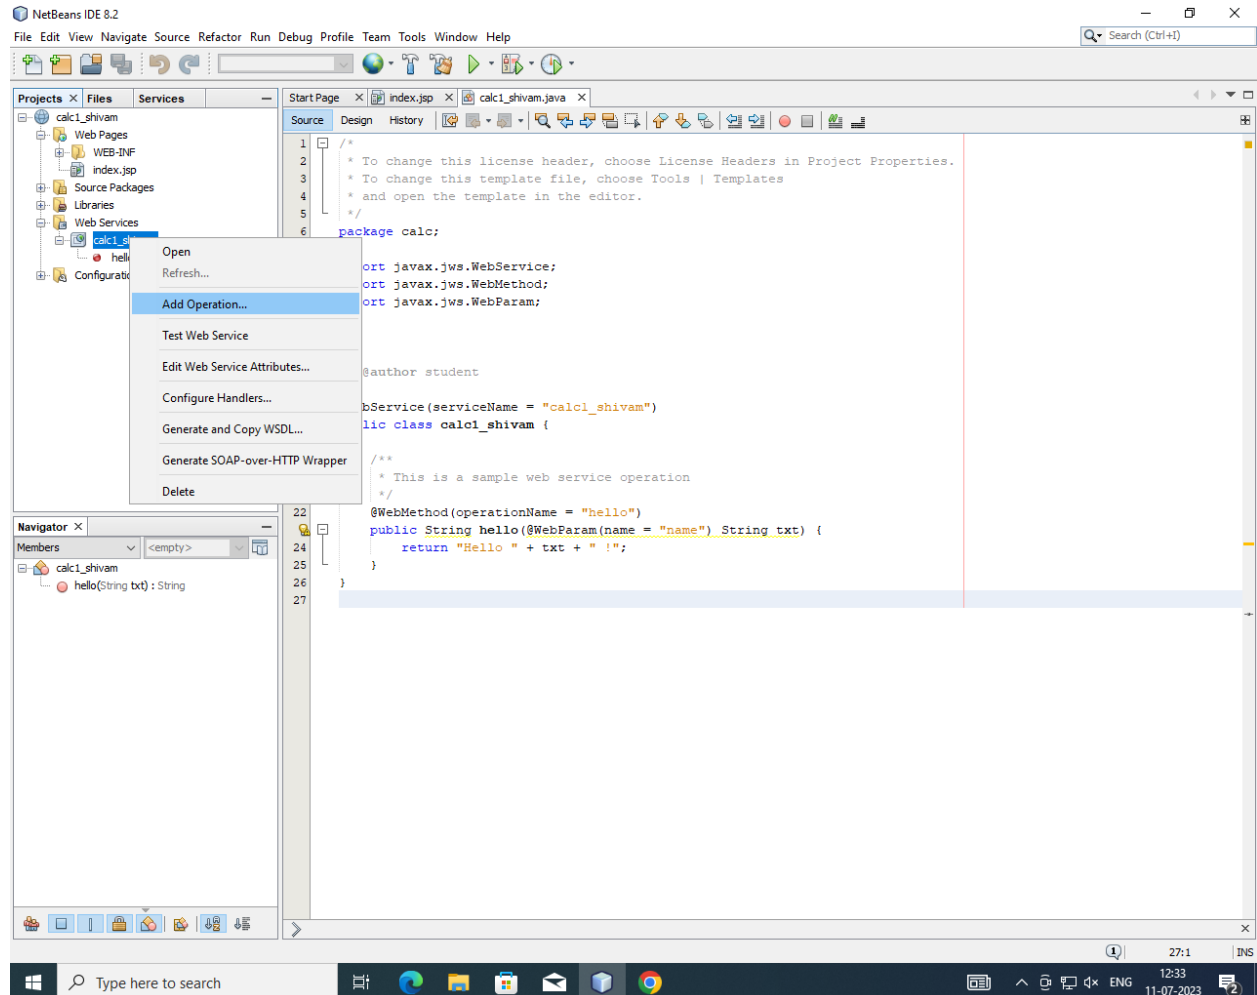 NetBeans IDE 8.2
File Edit View Navigate Source Refactor Run Debug Profile Team Tools Window Help
Search (Ctrl+I)
Projects Files Services
calc1_shivam
Web Pages
WEB-INF
index.jsp
Source Packages
Libraries
Web Services
Open
Refresh...
Add Operation...
Test Web Service
Edit Web Service Attributes...
Configure Handlers...
Generate and Copy WSDL...
Generate SOAP-over-HTTP Wrapper
Delete
Navigator
Members <empty>
calc1_shivam
hello(String txt) : String
Start Page index.jsp calc1_shivam.java
Source Design History
1 /*
2 * To change this license header, choose License Headers in Project Properties.
3 * To change this template file, choose Tools | Templates
4 * and open the template in the editor.
5 */
6 package calc;
ort javax.jws.WebService;
ort javax.jws.WebMethod;
ort javax.jws.WebParam;
@author student
bService(serviceName = "calc1_shivam")
lic class calc1_shivam {
/**
* This is a sample web service operation
*/
22 @WebMethod(operationName = "hello")
public String hello(@WebParam(name = "name") String txt) {
24 return "Hello " + txt + " !";
25 }
26 }
27
1 27:1 INS
Type here to search
ENG
12:33
11-07-2023
2